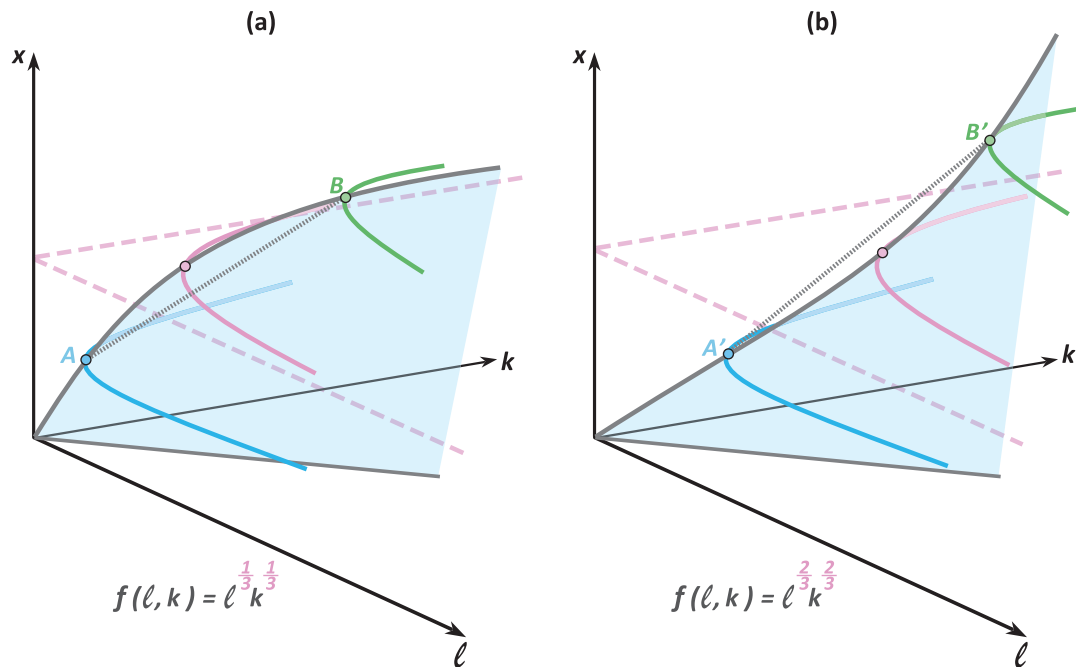 (a)
(b)
x
x
B
B′
A
A′
k
k
f (ℓ, k) = ℓ^{1/3} k^{1/3}
f (ℓ, k) = ℓ^{2/3} k^{2/3}
ℓ
ℓ